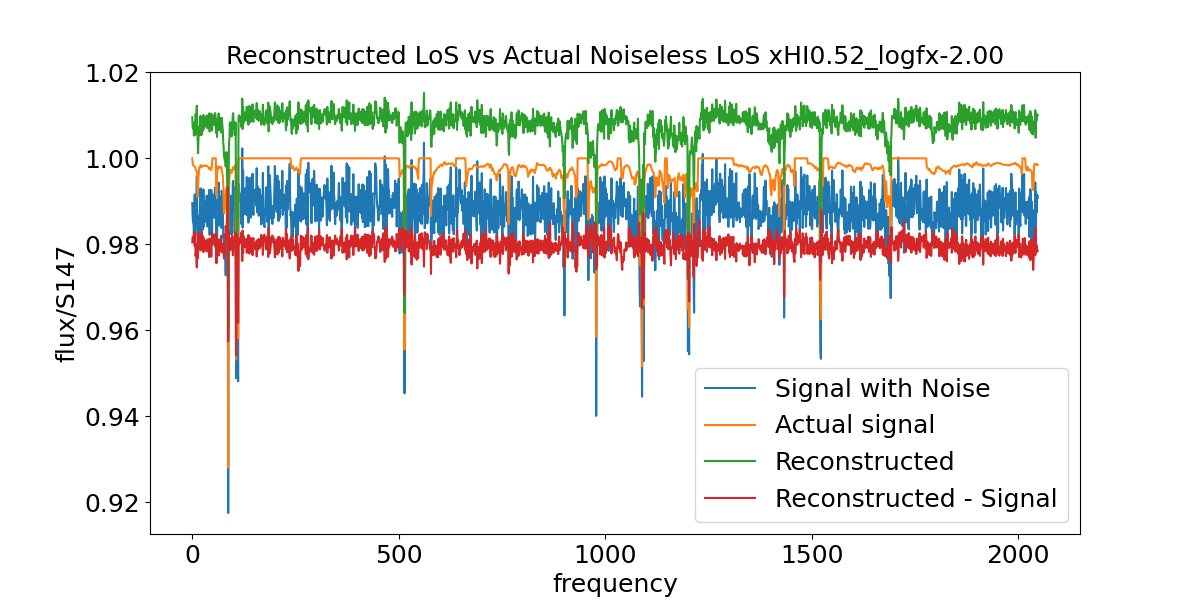 Reconstructed LoS vs Actual Noiseless LoS xHI0.52_logfx-2.00
1.02
1.00
0.98
0.96
0.94
0.92
flux/S147
Signal with Noise
Actual signal
Reconstructed
Reconstructed - Signal
0
500
1000
1500
2000
frequency